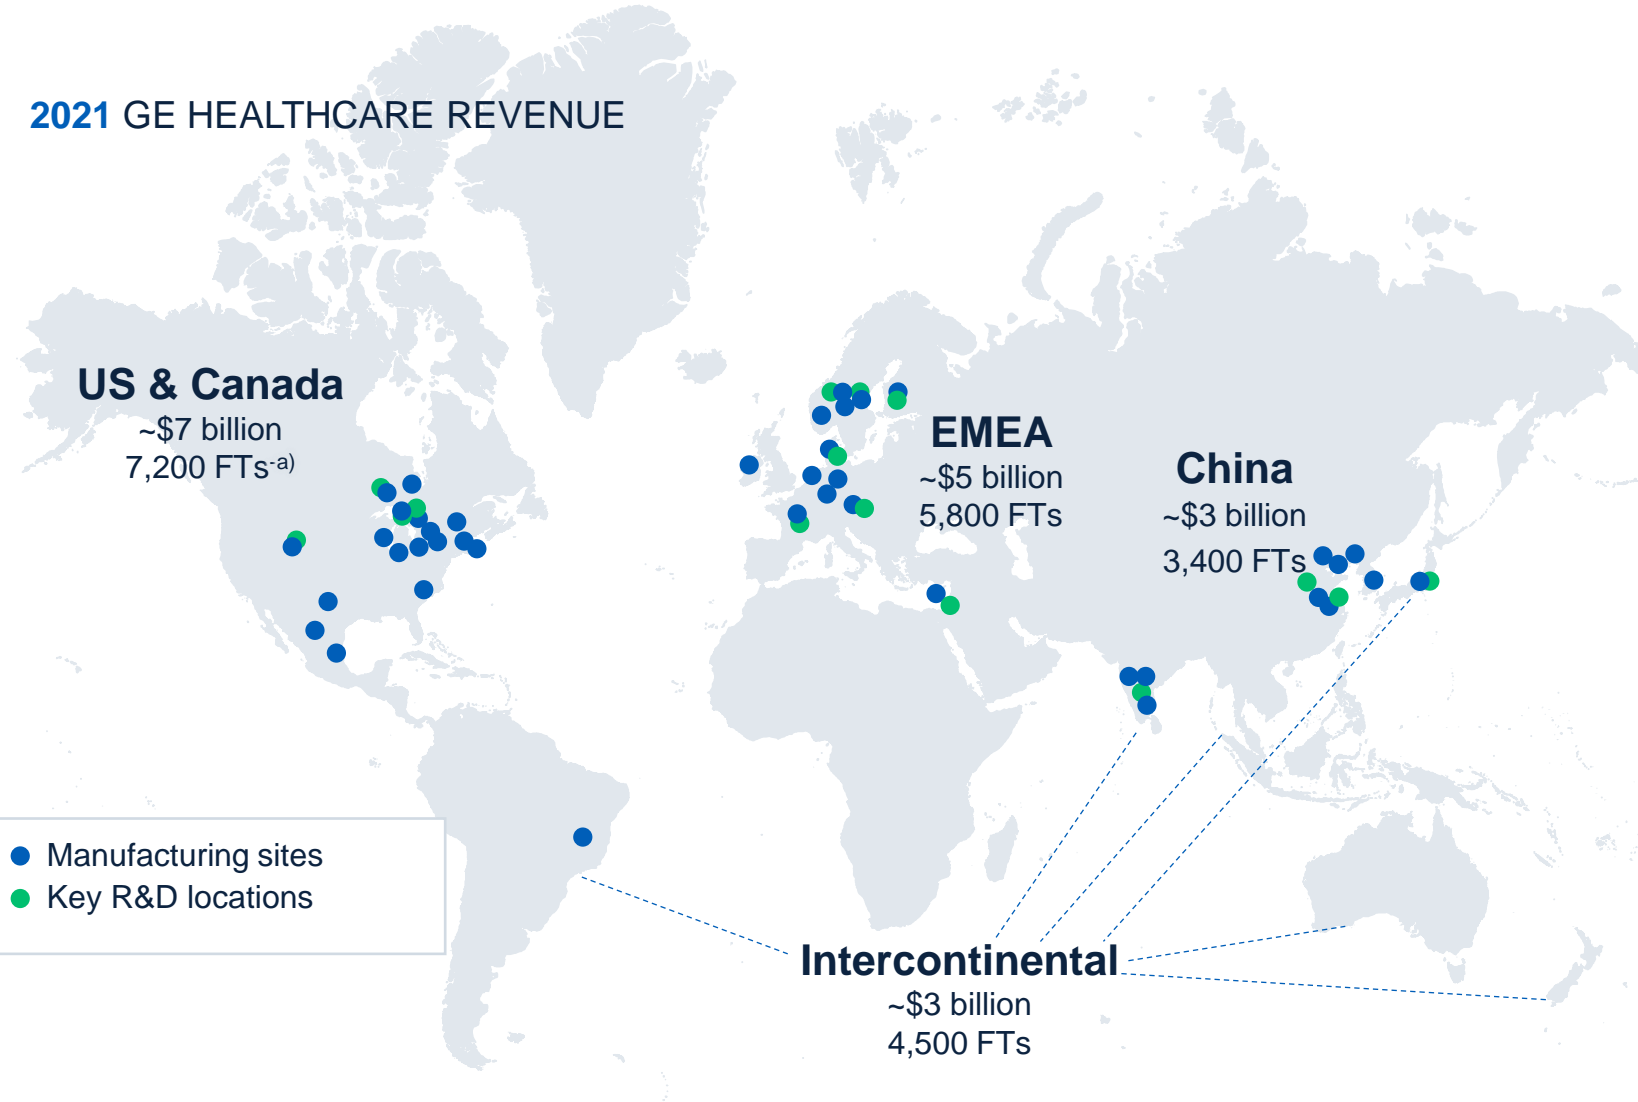 2021 GE HEALTHCARE REVENUE
US & Canada
~$7 billion
7,200 FTs-a)
EMEA
~$5 billion
5,800 FTs
China
~$3 billion
3,400 FTs
Manufacturing sites
Key R&D locations
Intercontinental
~$3 billion
4,500 FTs